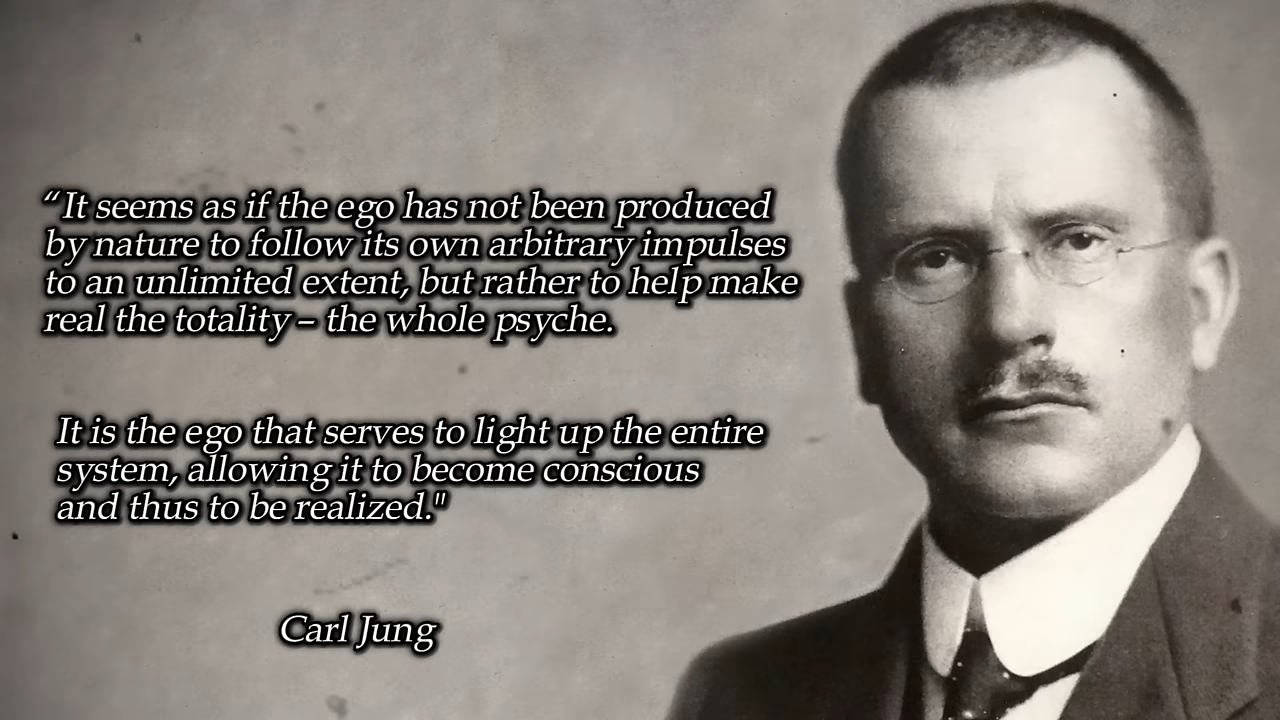 “It seems as if the ego has not been produced
by nature to follow its own arbitrary impulses
to an unlimited extent, but rather to help make
real the totality – the whole psyche.
It is the ego that serves to light up the entire
system, allowing it to become conscious
and thus to be realized."
Carl Jung